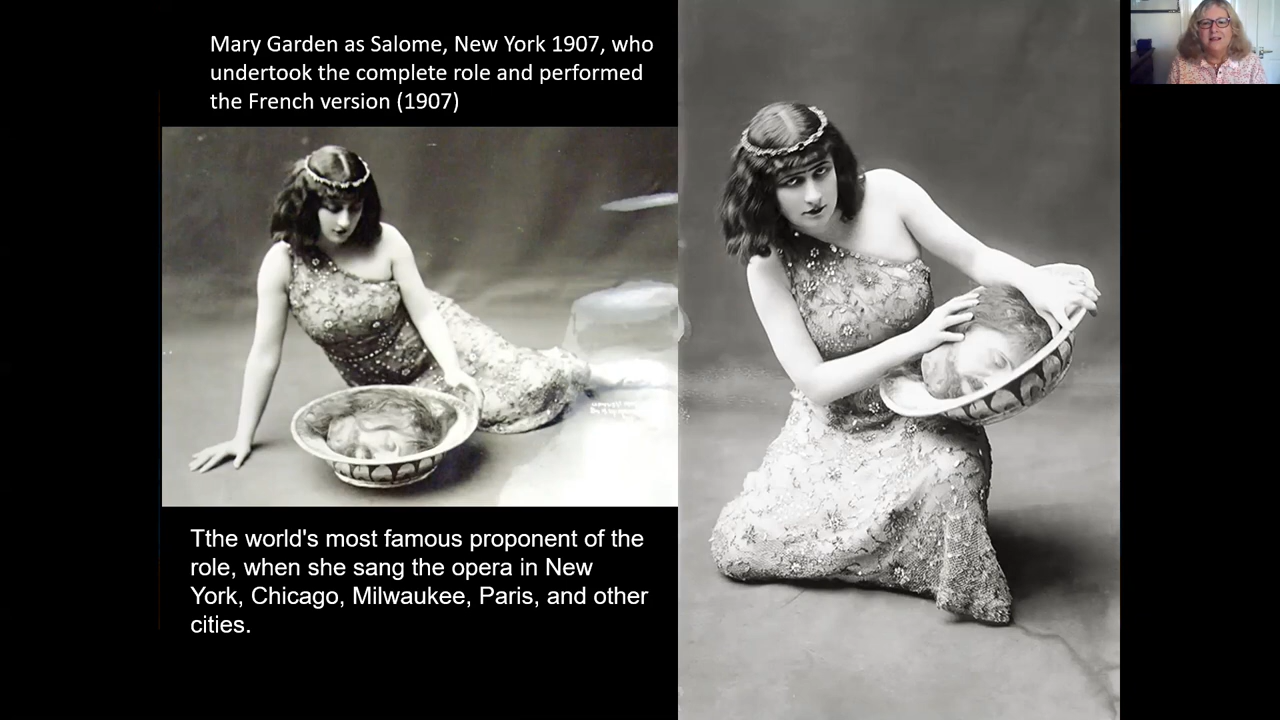 Mary Garden as Salome, New York 1907, who
undertook the complete role and performed
the French version (1907)
Tthe world's most famous proponent of the
role, when she sang the opera in New
York, Chicago, Milwaukee, Paris, and other
cities.